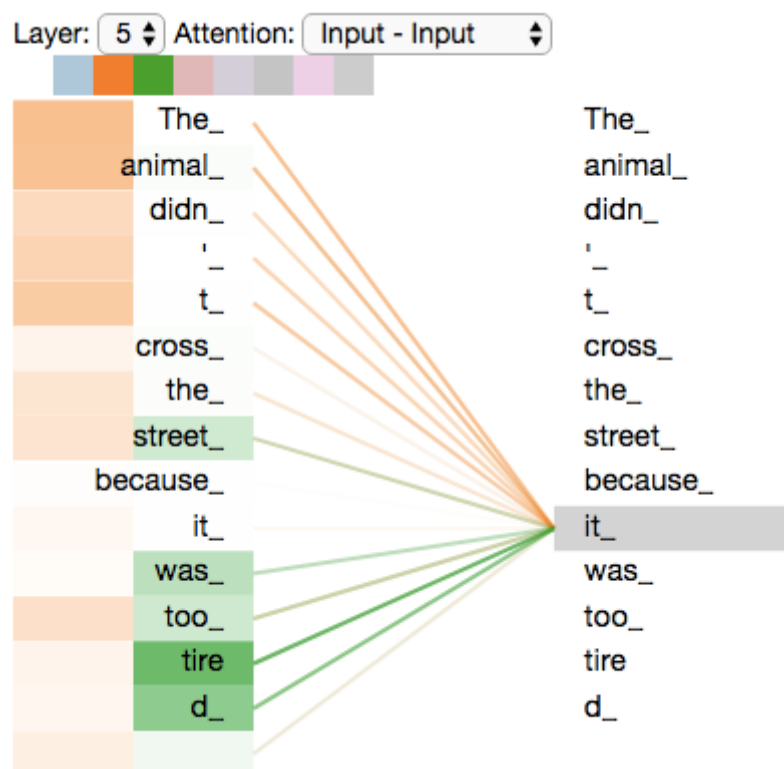 Layer: 5 Attention: Input - Input
The_ The_
animal_ animal_
didn_ didn_
'_ '_
t_ t_
cross_ cross_
the_ the_
street_ street_
because_ because_
it_ it_
was_ was_
too_ too_
tire tire
d_ d_